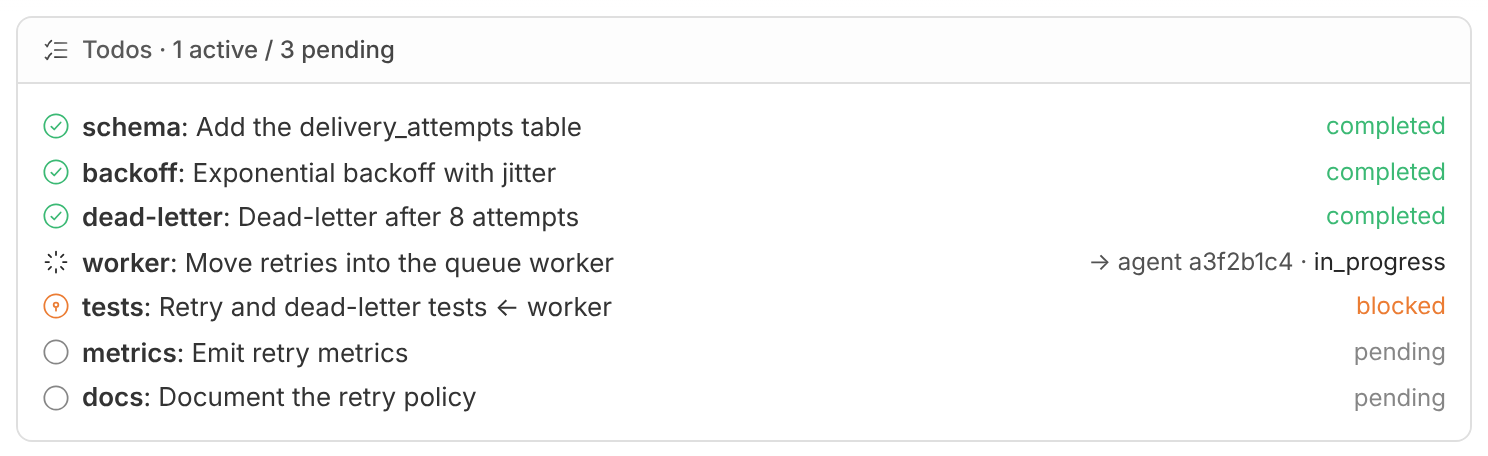 Todos · 1 active / 3 pending
schema: Add the delivery_attempts table completed
backoff: Exponential backoff with jitter completed
dead-letter: Dead-letter after 8 attempts completed
worker: Move retries into the queue worker → agent a3f2b1c4 · in_progress
tests: Retry and dead-letter tests ← worker blocked
metrics: Emit retry metrics pending
docs: Document the retry policy pending